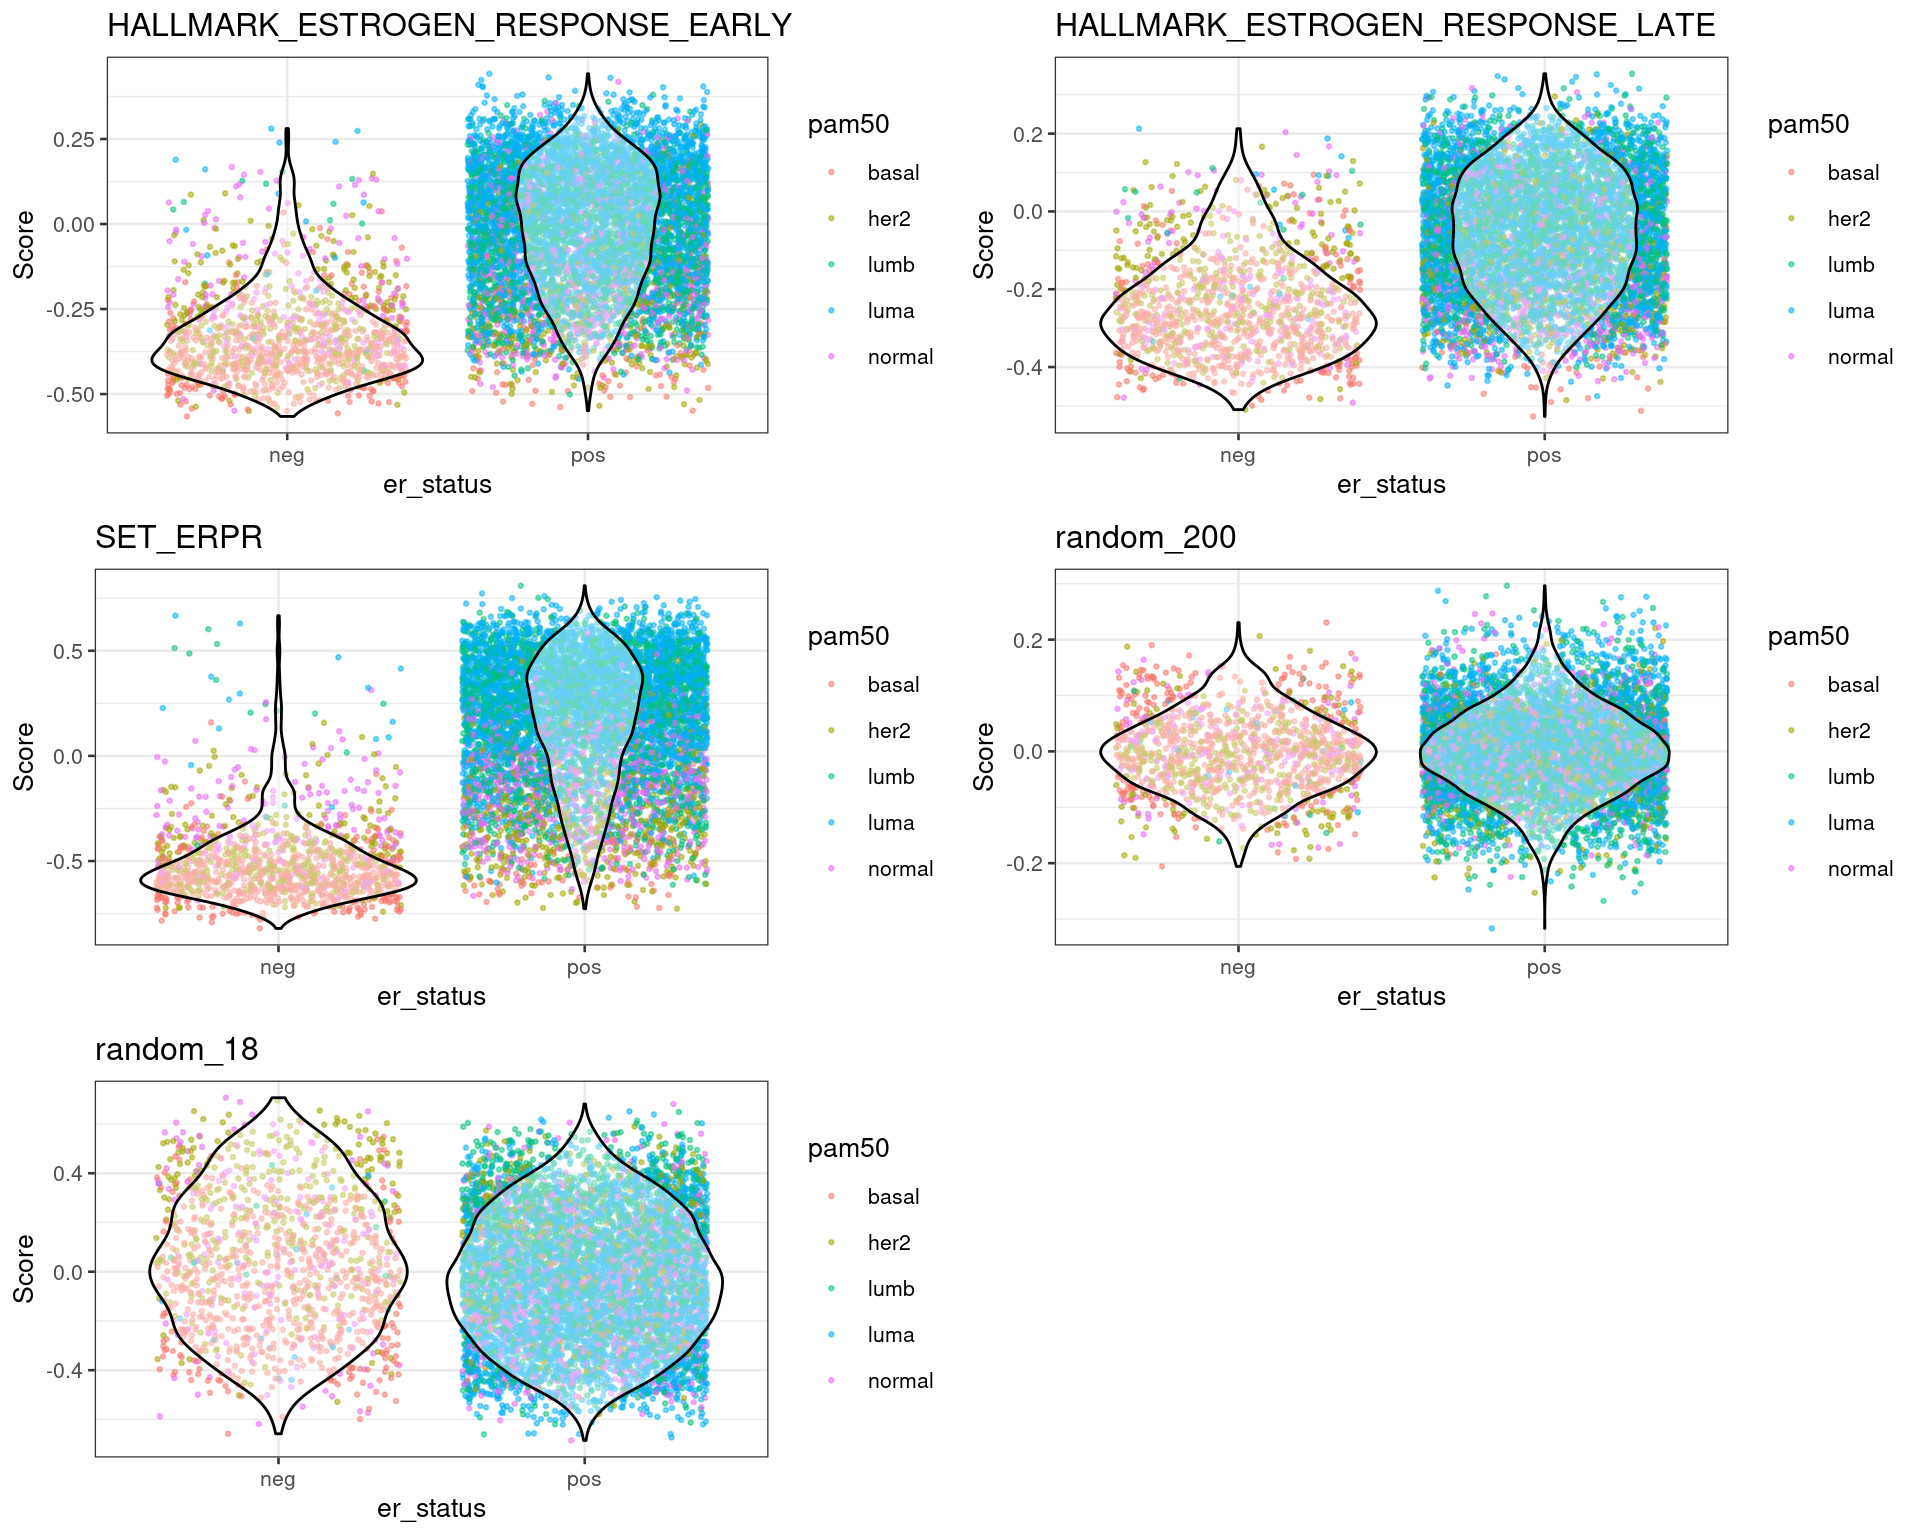 HALLMARK_ESTROGEN_RESPONSE_EARLY
0.25
0.00
-0.25
-0.50
Score
neg pos
er_status
pam50
basal
her2
lumb
luma
normal
HALLMARK_ESTROGEN_RESPONSE_LATE
0.2
0.0
-0.2
-0.4
Score
neg pos
er_status
pam50
basal
her2
lumb
luma
normal
SET_ERPR
0.5
0.0
-0.5
Score
neg pos
er_status
pam50
basal
her2
lumb
luma
normal
random_200
0.2
0.0
-0.2
Score
neg pos
er_status
pam50
basal
her2
lumb
luma
normal
random_18
0.4
0.0
-0.4
Score
neg pos
er_status
pam50
basal
her2
lumb
luma
normal